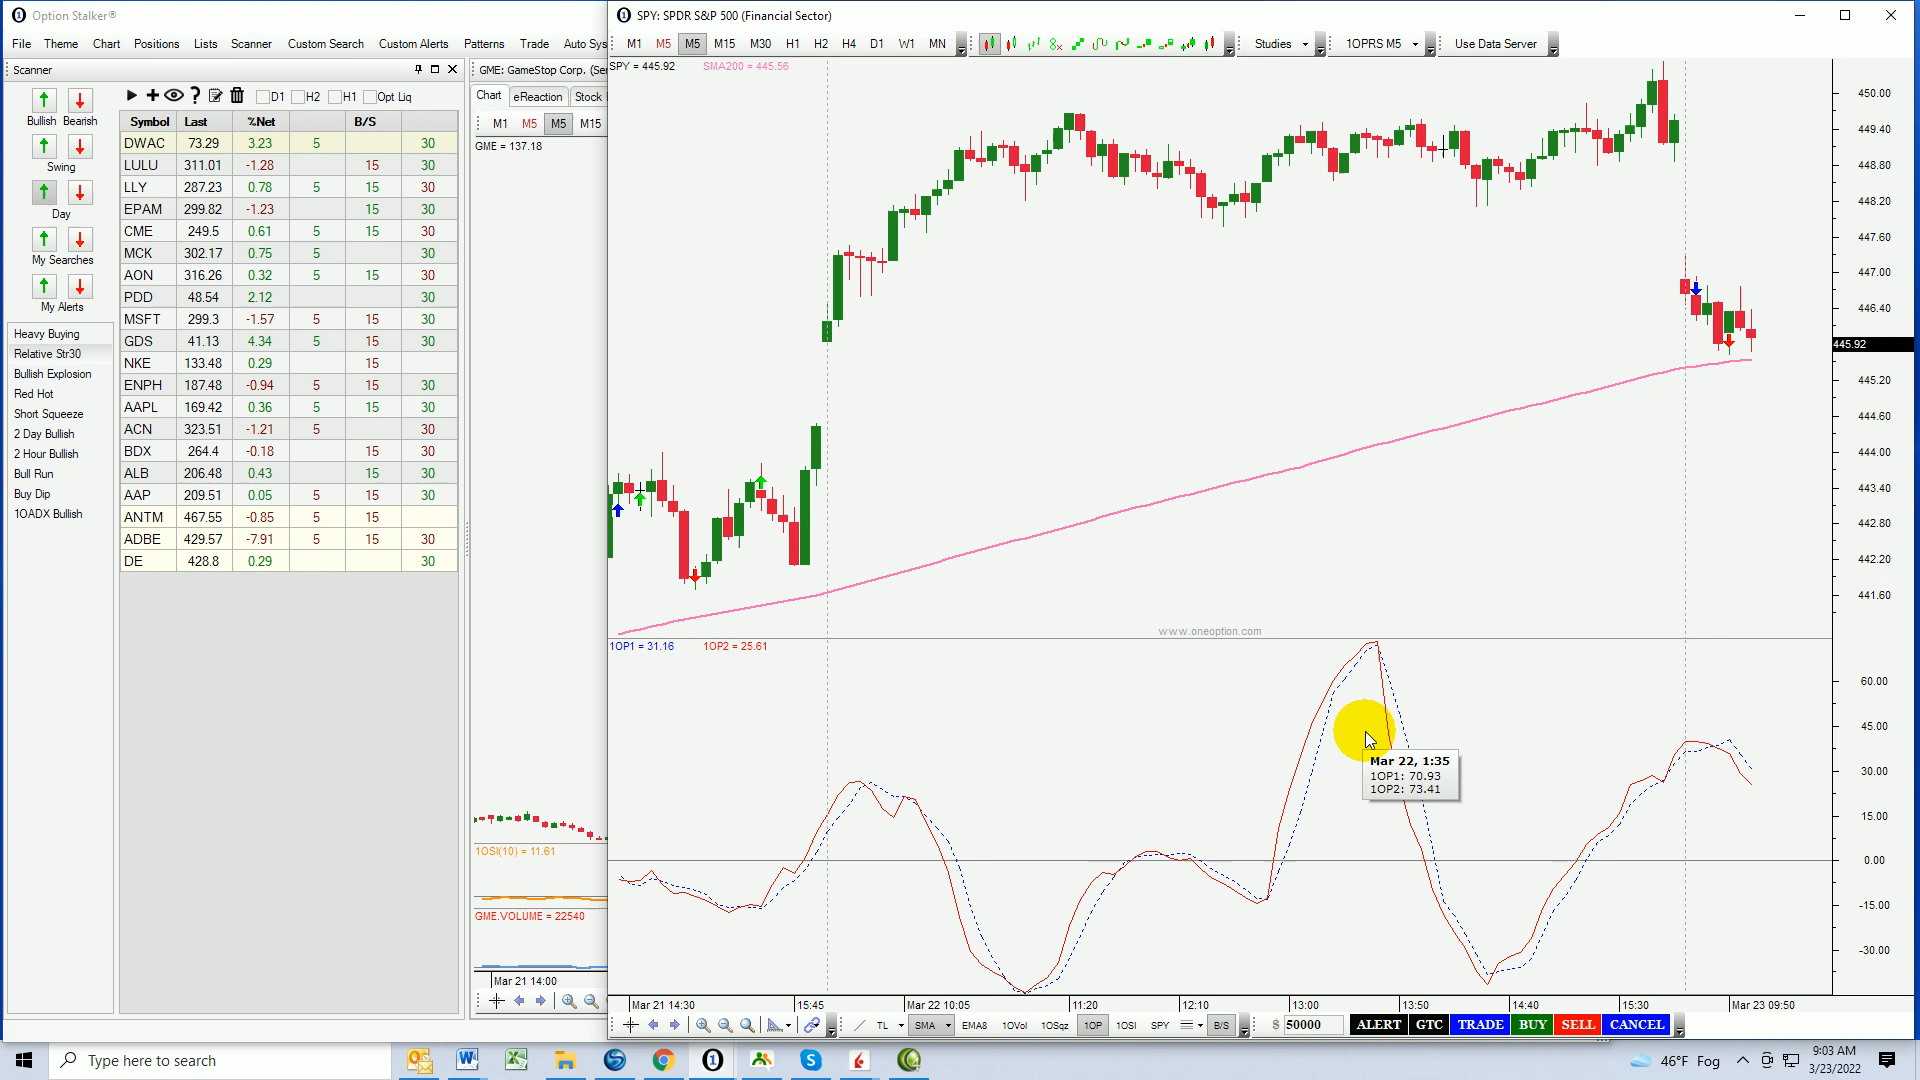 Option Stalker®
SPY: SPDR S&P 500 (Financial Sector)
File Theme Chart Positions Lists Scanner Custom Search Custom Alerts Patterns Trade Auto Sys
M1 M5 M5 M15 M30 H1 H2 H4 D1 W1 MN Studies 1OPRS M5 Use Data Server
Scanner
GME: GameStop Corp. (Ser
SPY = 445.92 SMA200 = 445.56
Bullish Bearish
Swing
Day
My Searches
My Alerts
D1 H2 H1 Opt Liq
Chart eReaction Stock
M1 M5 M5 M15
GME = 137.18
Heavy Buying
Relative Str30
Bullish Explosion
Red Hot
Short Squeeze
2 Day Bullish
2 Hour Bullish
Bull Run
Buy Dip
1OADX Bullish
Symbol Last %Net B/S
DWAC 73.29 3.23 5 30
LULU 311.01 -1.28 15 30
LLY 287.23 0.78 5 15 30
EPAM 299.82 -1.23 15 30
CME 249.5 0.61 5 15 30
MCK 302.17 0.75 5 30
AON 316.26 0.32 5 15 30
PDD 48.54 2.12 30
MSFT 299.3 -1.57 5 15 30
GDS 41.13 4.34 5 15 30
NKE 133.48 0.29 15
ENPH 187.48 -0.94 5 15 30
AAPL 169.42 0.36 5 15 30
ACN 323.51 -1.21 5 30
BDX 264.4 -0.18 15 30
ALB 206.48 0.43 15 30
AAP 209.51 0.05 5 15 30
ANTM 467.55 -0.85 5 15
ADBE 429.57 -7.91 5 15 30
DE 428.8 0.29 30
1OSI(10) = 11.61
GME.VOLUME = 22540
Mar 21 14:00
450.00
449.40
448.80
448.20
447.60
447.00
446.40
445.92
445.20
444.60
444.00
443.40
442.80
442.20
441.60
www.oneoption.com
1OP1 = 31.16 1OP2 = 25.61
60.00
45.00
30.00
15.00
0.00
-15.00
-30.00
Mar 22, 1:35
1OP1: 70.93
1OP2: 73.41
Mar 21 14:30 15:45 Mar 22 10:05 11:20 12:10 13:00 13:50 14:40 15:30 Mar 23 09:50
TL SMA EMA8 1OVol 1OSqz 1OP 1OSI SPY B/S $ 50000 ALERT GTC TRADE BUY SELL CANCEL
Type here to search
46°F Fog
9:03 AM
3/23/2022